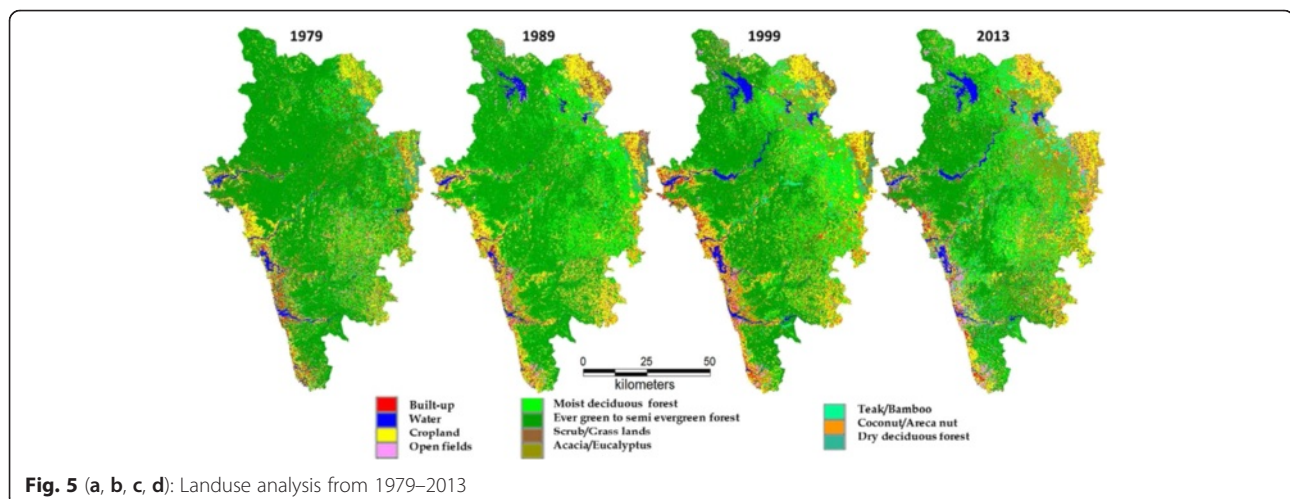 1979
1989
1999
2013
0 25 50
kilometers
Built-up
Water
Cropland
Open fields
Moist deciduous forest
Ever green to semi evergreen forest
Scrub/Grass lands
Acacia/Eucalyptus
Teak/Bamboo
Coconut/Areca nut
Dry deciduous forest
Fig. 5 (a, b, c, d): Landuse analysis from 1979–2013